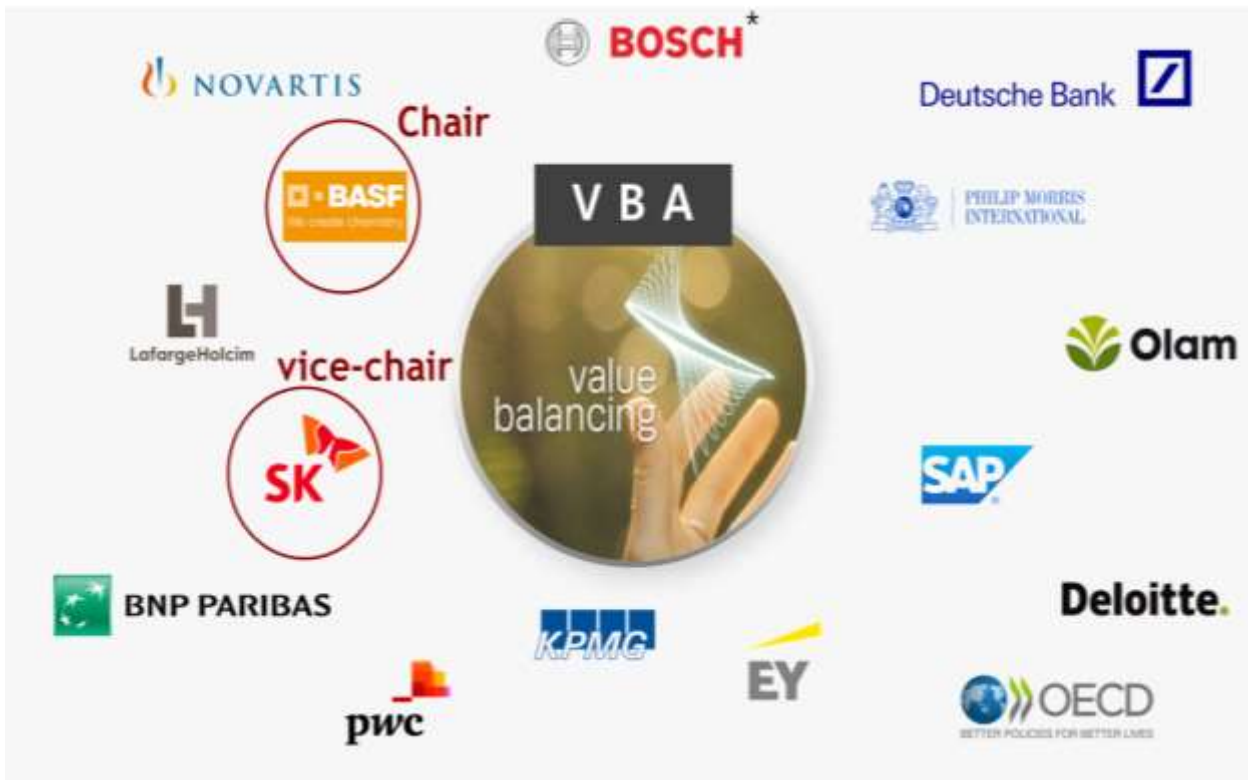 BOSCH*
NOVARTIS
Deutsche Bank
Chair
BASF
We create chemistry
VBA
PHILIP MORRIS
INTERNATIONAL
LafargeHolcim
Olam
vice-chair
value
balancing
SK
SAP
®
BNP PARIBAS
Deloitte.
KPMG
EY
pwc
OECD
BETTER POLICIES FOR BETTER LIVES